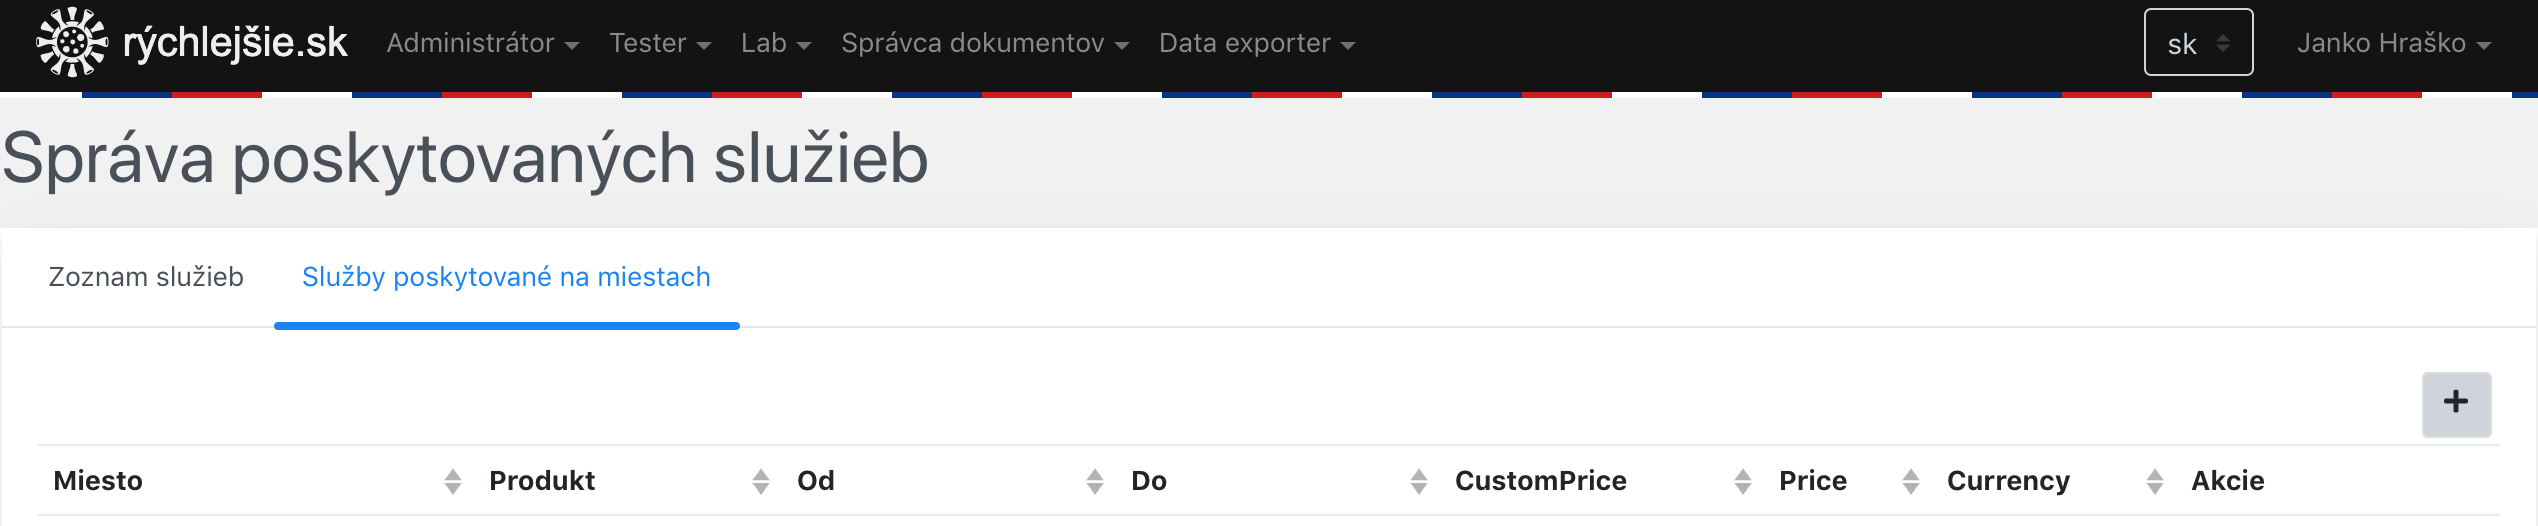 rýchlejšie.sk Administrátor Tester Lab Správca dokumentov Data exporter sk Janko Hraško
Správa poskytovaných služieb
Zoznam služieb Služby poskytované na miestach
+
Miesto Produkt Od Do CustomPrice Price Currency Akcie